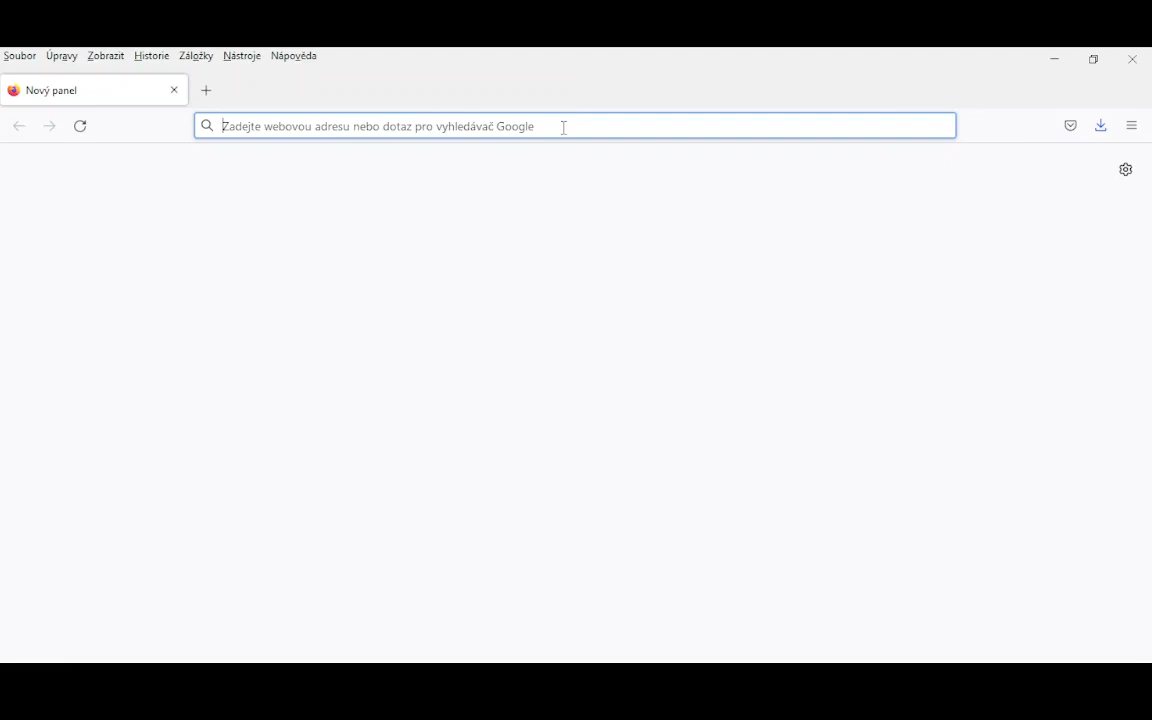 Soubor Úpravy Zobrazit Historie Záložky Nástroje Nápověda
Nový panel
Zadejte webovou adresu nebo dotaz pro vyhledávač Google